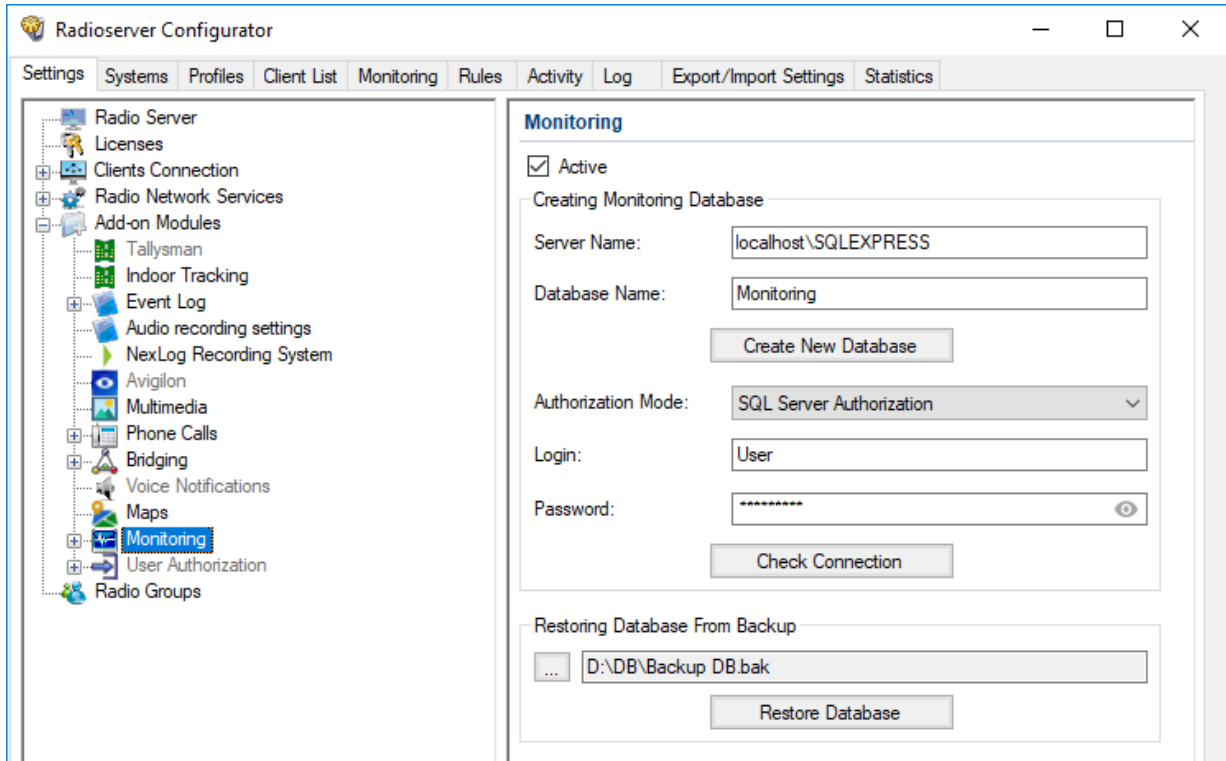 Radioserver Configurator
Settings Systems Profiles Client List Monitoring Rules Activity Log Export/Import Settings Statistics
Radio Server
Licenses
Clients Connection
Radio Network Services
Add-on Modules
Tallysman
Indoor Tracking
Event Log
Audio recording settings
NexLog Recording System
Avigilon
Multimedia
Phone Calls
Bridging
Voice Notifications
Maps
Monitoring
User Authorization
Radio Groups
Monitoring
Active
Creating Monitoring Database
Server Name: localhost\SQLEXPRESS
Database Name: Monitoring
Create New Database
Authorization Mode: SQL Server Authorization
Login: User
Password: *********
Check Connection
Restoring Database From Backup
... D:\DB\Backup DB.bak
Restore Database